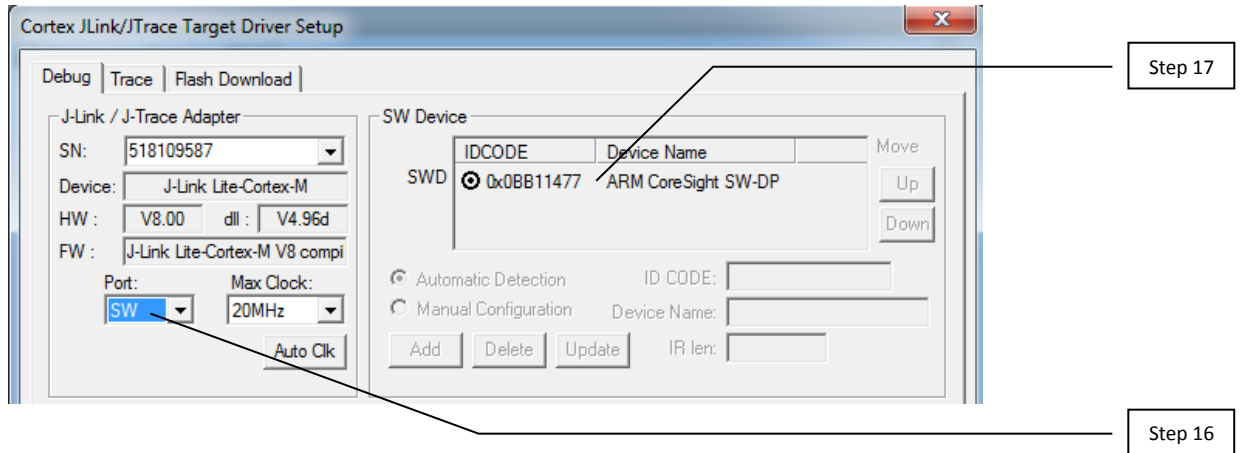 Cortex JLink/JTrace Target Driver Setup
Step 17
Debug Trace Flash Download
J-Link / J-Trace Adapter
SN: 518109587
Device: J-Link Lite-Cortex-M
HW : V8.00 dll : V4.96d
FW : J-Link Lite-Cortex-M V8 compi
Port: Max Clock:
SW 20MHz
Auto Clk
SW Device
IDCODE Device Name Move
SWD 0x0BB11477 ARM CoreSight SW-DP Up
Down
Automatic Detection ID CODE:
Manual Configuration Device Name:
Add Delete Update IR len:
Step 16